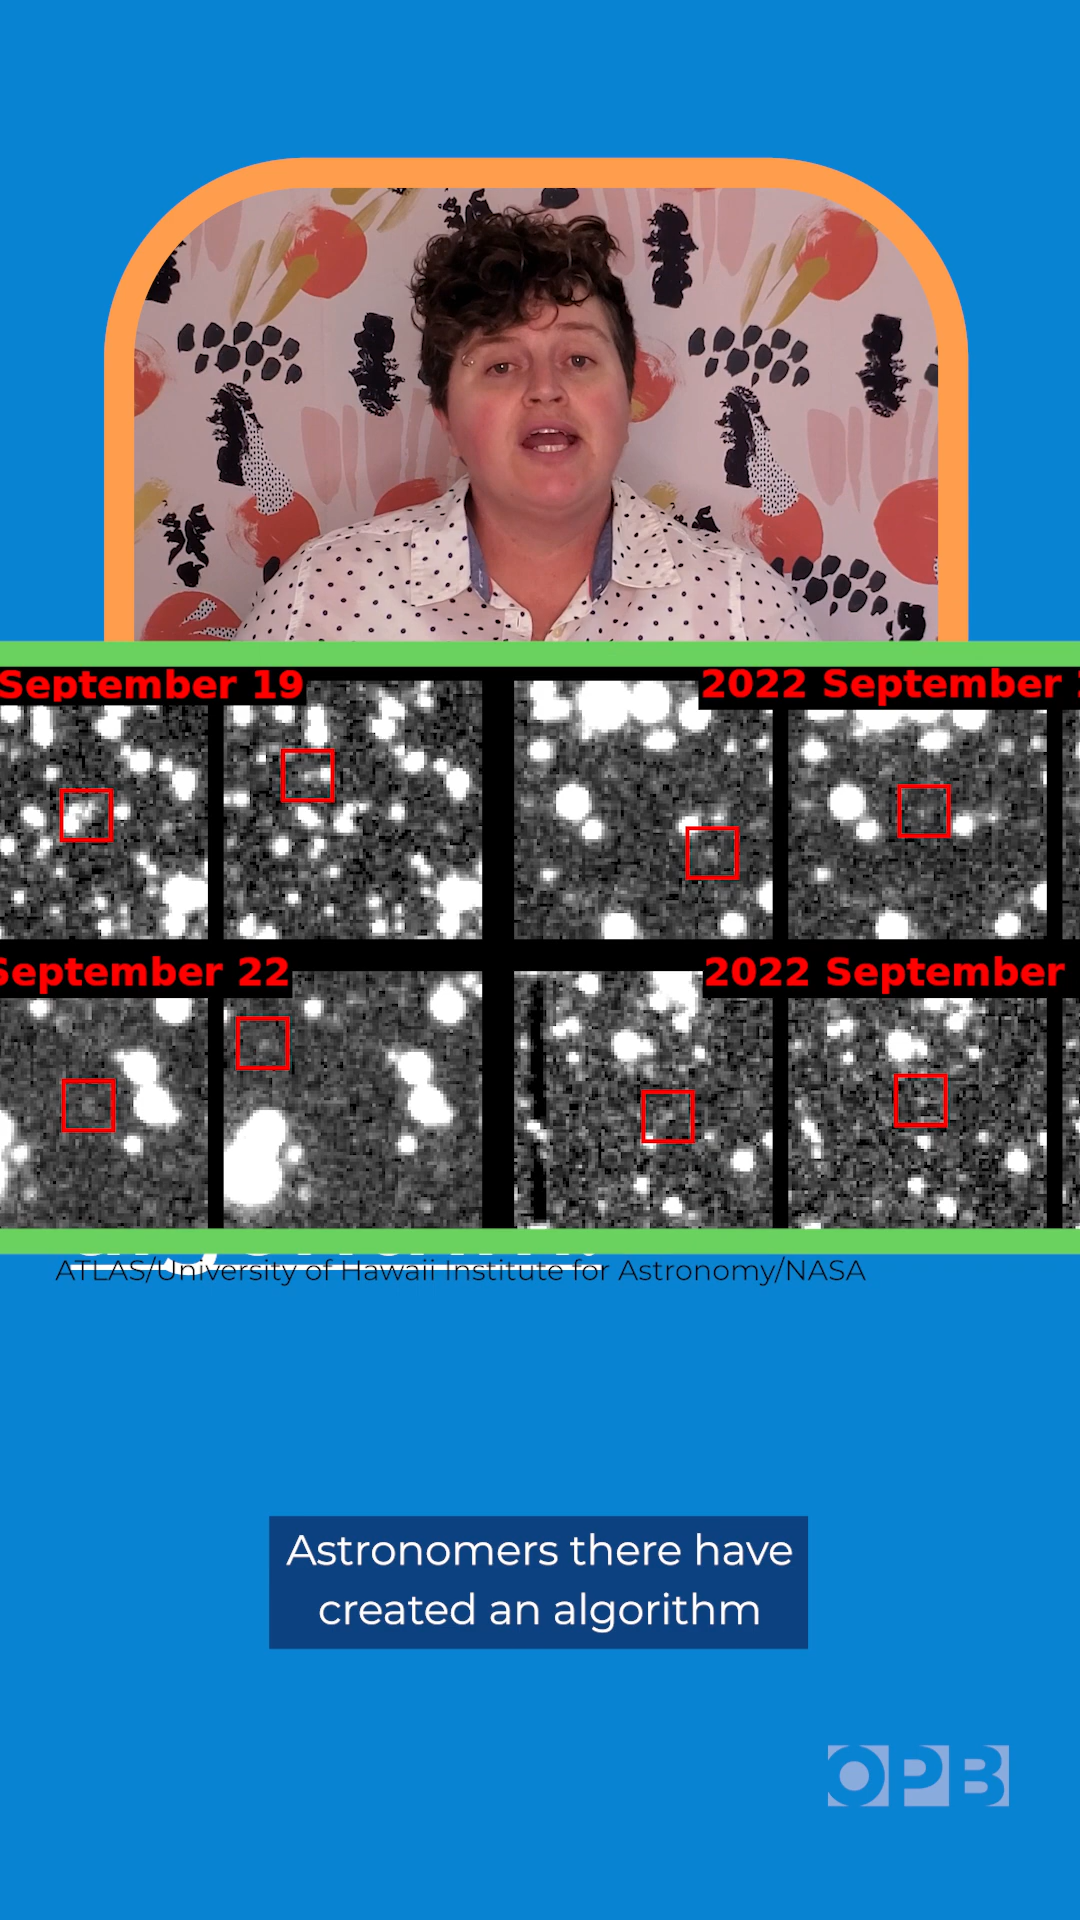 September 19
2022 September
September 22
2022 September
ATLAS/University of Hawaii Institute for Astronomy/NASA
Astronomers there have
created an algorithm
OPB